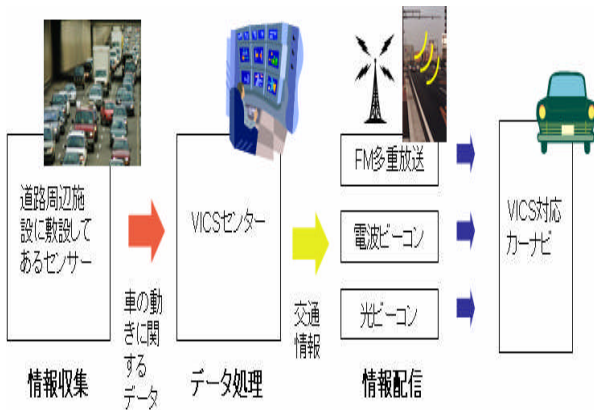 道路周辺施
設に敷設して
あるセンサー
車の動
きに関
する
データ
情報収集
VICSセンター
データ処理
交通
情報
FM多重放送
電波ビーコン
光ビーコン
情報配信
VICS対応
カーナビ